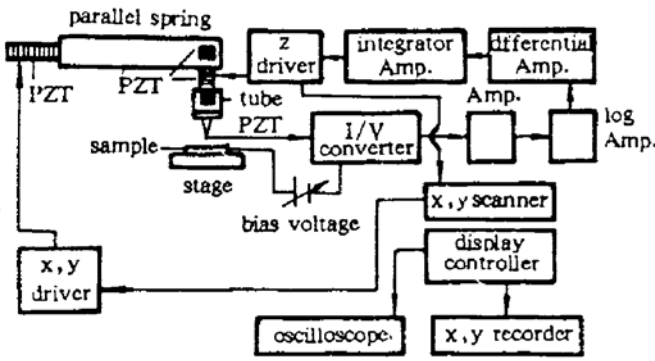 parallel spring
PZT
PZT
tube
PZT
sample
stage
bias voltage
z
driver
integrator
Amp.
dfferential
Amp.
Amp.
log
Amp.
I/V
converter
x,y scanner
display
controller
x,y
driver
oscilloscope.
x,y recorder